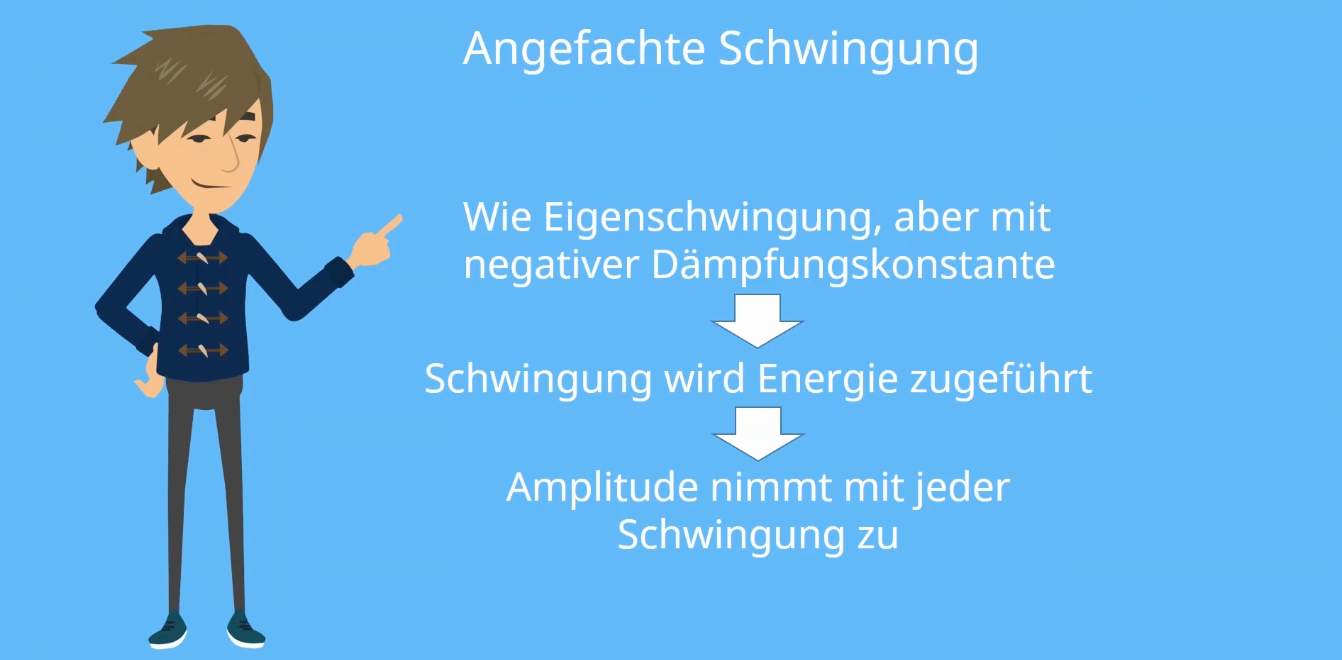 Angefachte Schwingung
Wie Eigenschwingung, aber mit
negativer Dämpfungskonstante
Schwingung wird Energie zugeführt
Amplitude nimmt mit jeder
Schwingung zu